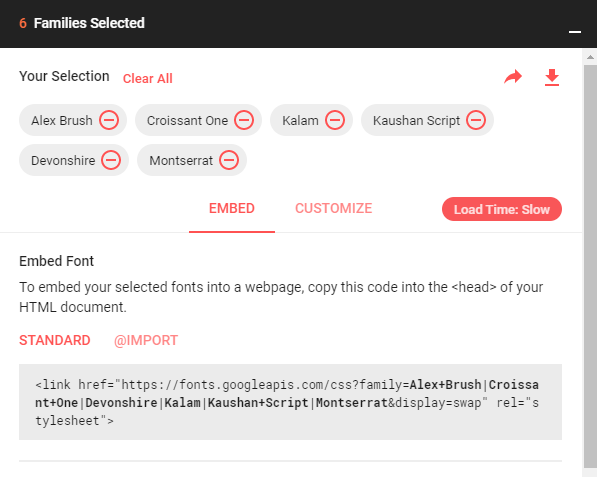 6 Families Selected
Your Selection Clear All
Alex Brush Croissant One Kalam Kaushan Script
Devonshire Montserrat
EMBED CUSTOMIZE Load Time: Slow
Embed Font
To embed your selected fonts into a webpage, copy this code into the <head> of your
HTML document.
STANDARD @IMPORT
<link href="https://fonts.googleapis.com/css?family=Alex+Brush|Croissa
nt+One|Devonshire|Kalam|Kaushan+Script|Montserrat&display=swap" rel="s
tylesheet">